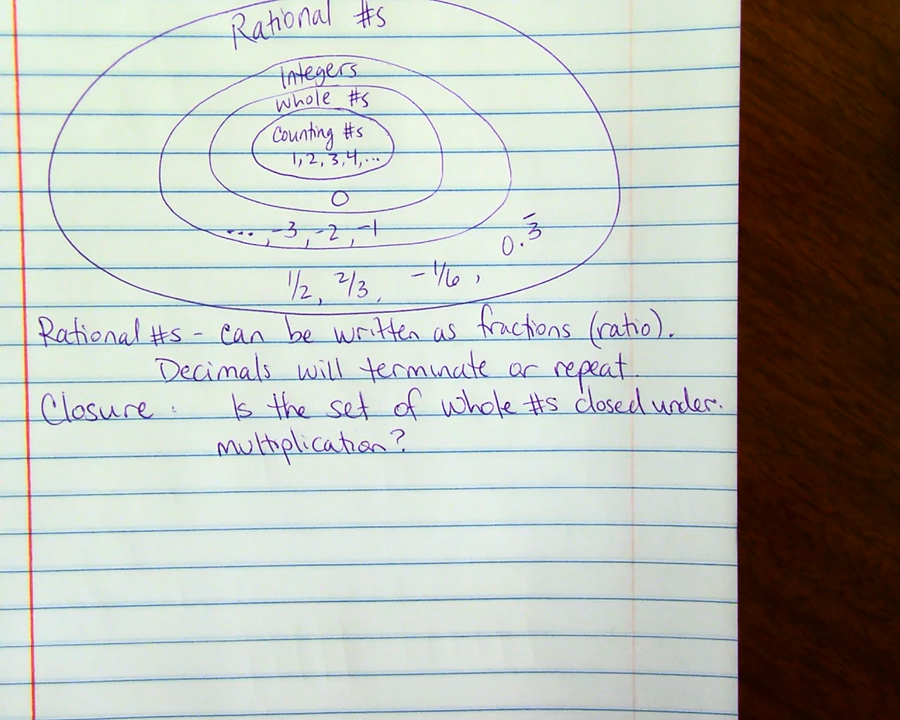 Rational #s
Integers
Whole #s
Counting #s
1, 2, 3, 4, ...
0
..., -3, -2, -1
0.3̅
1/2, 2/3, -1/6,
Rational #s - can be written as fractions (ratio).
Decimals will terminate or repeat.
Closure: Is the set of whole #s closed under.
multiplication?